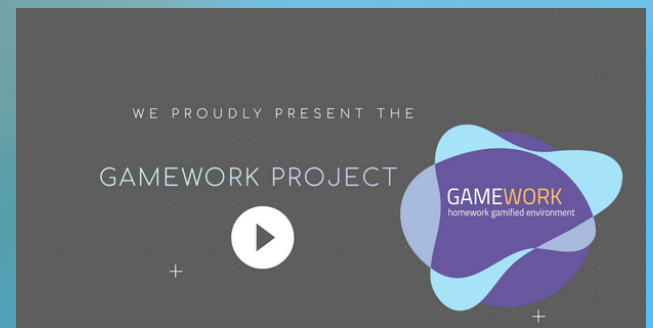 WE PROUDLY PRESENT THE
GAMEWORK PROJECT
GAMEWORK
homework gamified environment